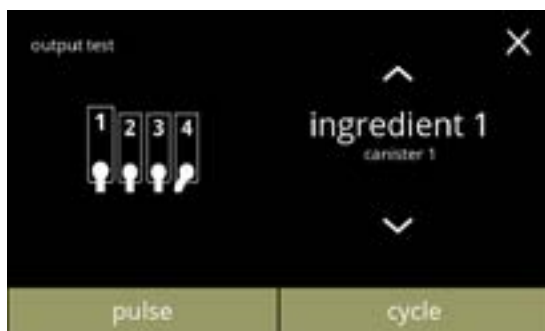 output test
1 2 3 4
ingredient 1
canister 1
pulse
cycle